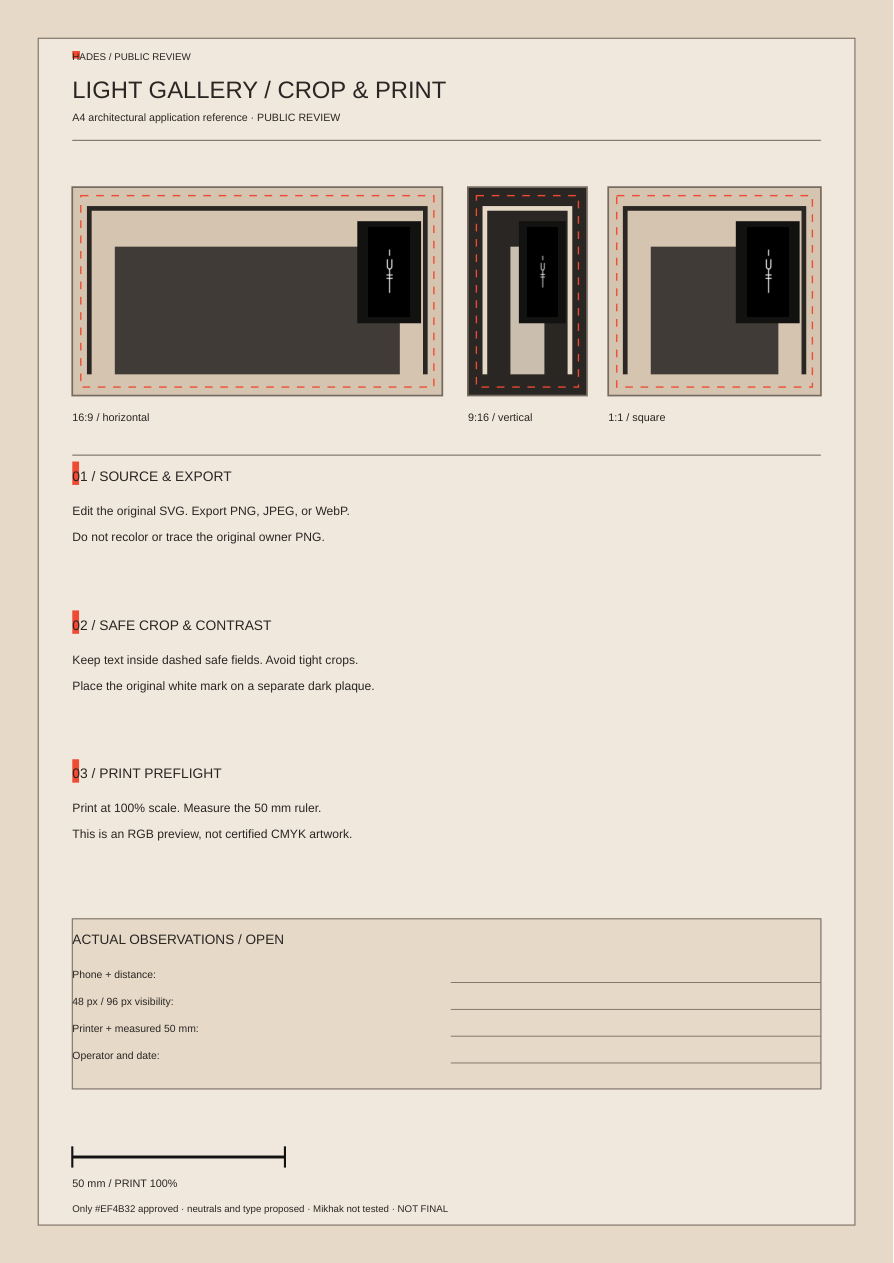 HADES / PUBLIC REVIEW
LIGHT GALLERY / CROP & PRINT
A4 architectural application reference · PUBLIC REVIEW
16:9 / horizontal
9:16 / vertical
1:1 / square
01 / SOURCE & EXPORT
Edit the original SVG. Export PNG, JPEG, or WebP.
Do not recolor or trace the original owner PNG.
02 / SAFE CROP & CONTRAST
Keep text inside dashed safe fields. Avoid tight crops.
Place the original white mark on a separate dark plaque.
03 / PRINT PREFLIGHT
Print at 100% scale. Measure the 50 mm ruler.
This is an RGB preview, not certified CMYK artwork.
ACTUAL OBSERVATIONS / OPEN
Phone + distance:
48 px / 96 px visibility:
Printer + measured 50 mm:
Operator and date:
50 mm / PRINT 100%
Only #EF4B32 approved · neutrals and type proposed · Mikhak not tested · NOT FINAL